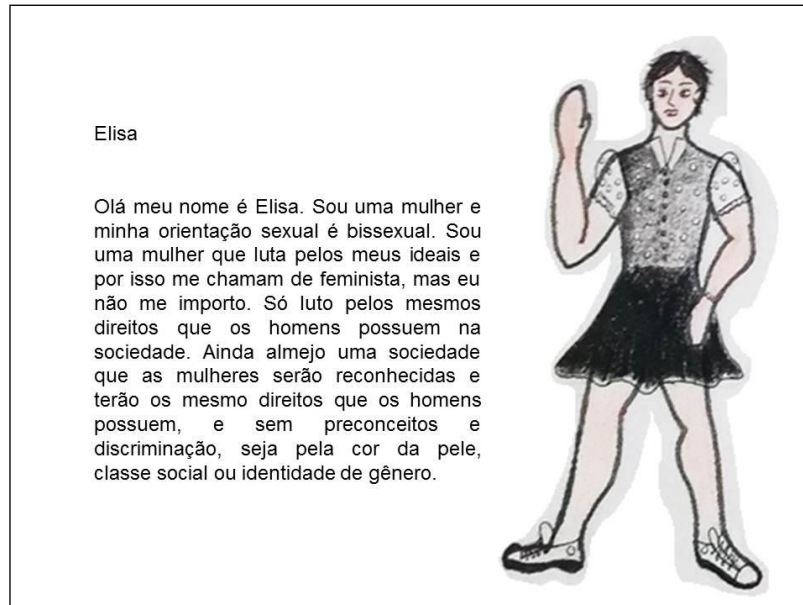 Elisa
Olá meu nome é Elisa. Sou uma mulher e
minha orientação sexual é bissexual. Sou
uma mulher que luta pelos meus ideais e
por isso me chamam de feminista, mas eu
não me importo. Só luto pelos mesmos
direitos que os homens possuem na
sociedade. Ainda almejo uma sociedade
que as mulheres serão reconhecidas e
terão os mesmo direitos que os homens
possuem, e sem preconceitos e
discriminação, seja pela cor da pele,
classe social ou identidade de gênero.